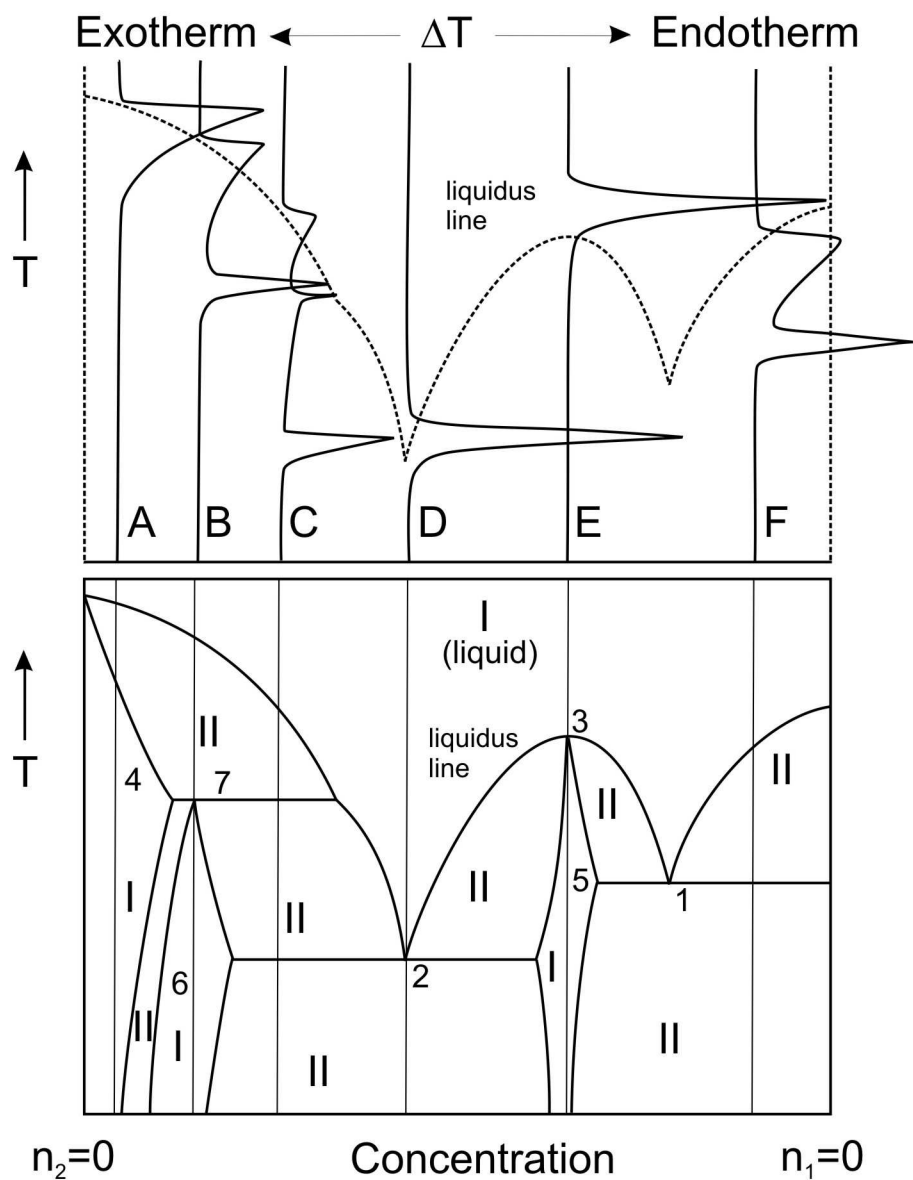 Exotherm ΔT Endotherm
T
liquidus
line
A B C D E F
I
(liquid)
T
liquidus
line
3
II
II
II
4 7
II
5
1
I
II
II
2
I
6
II
I
II
II
n₂=0 Concentration n₁=0